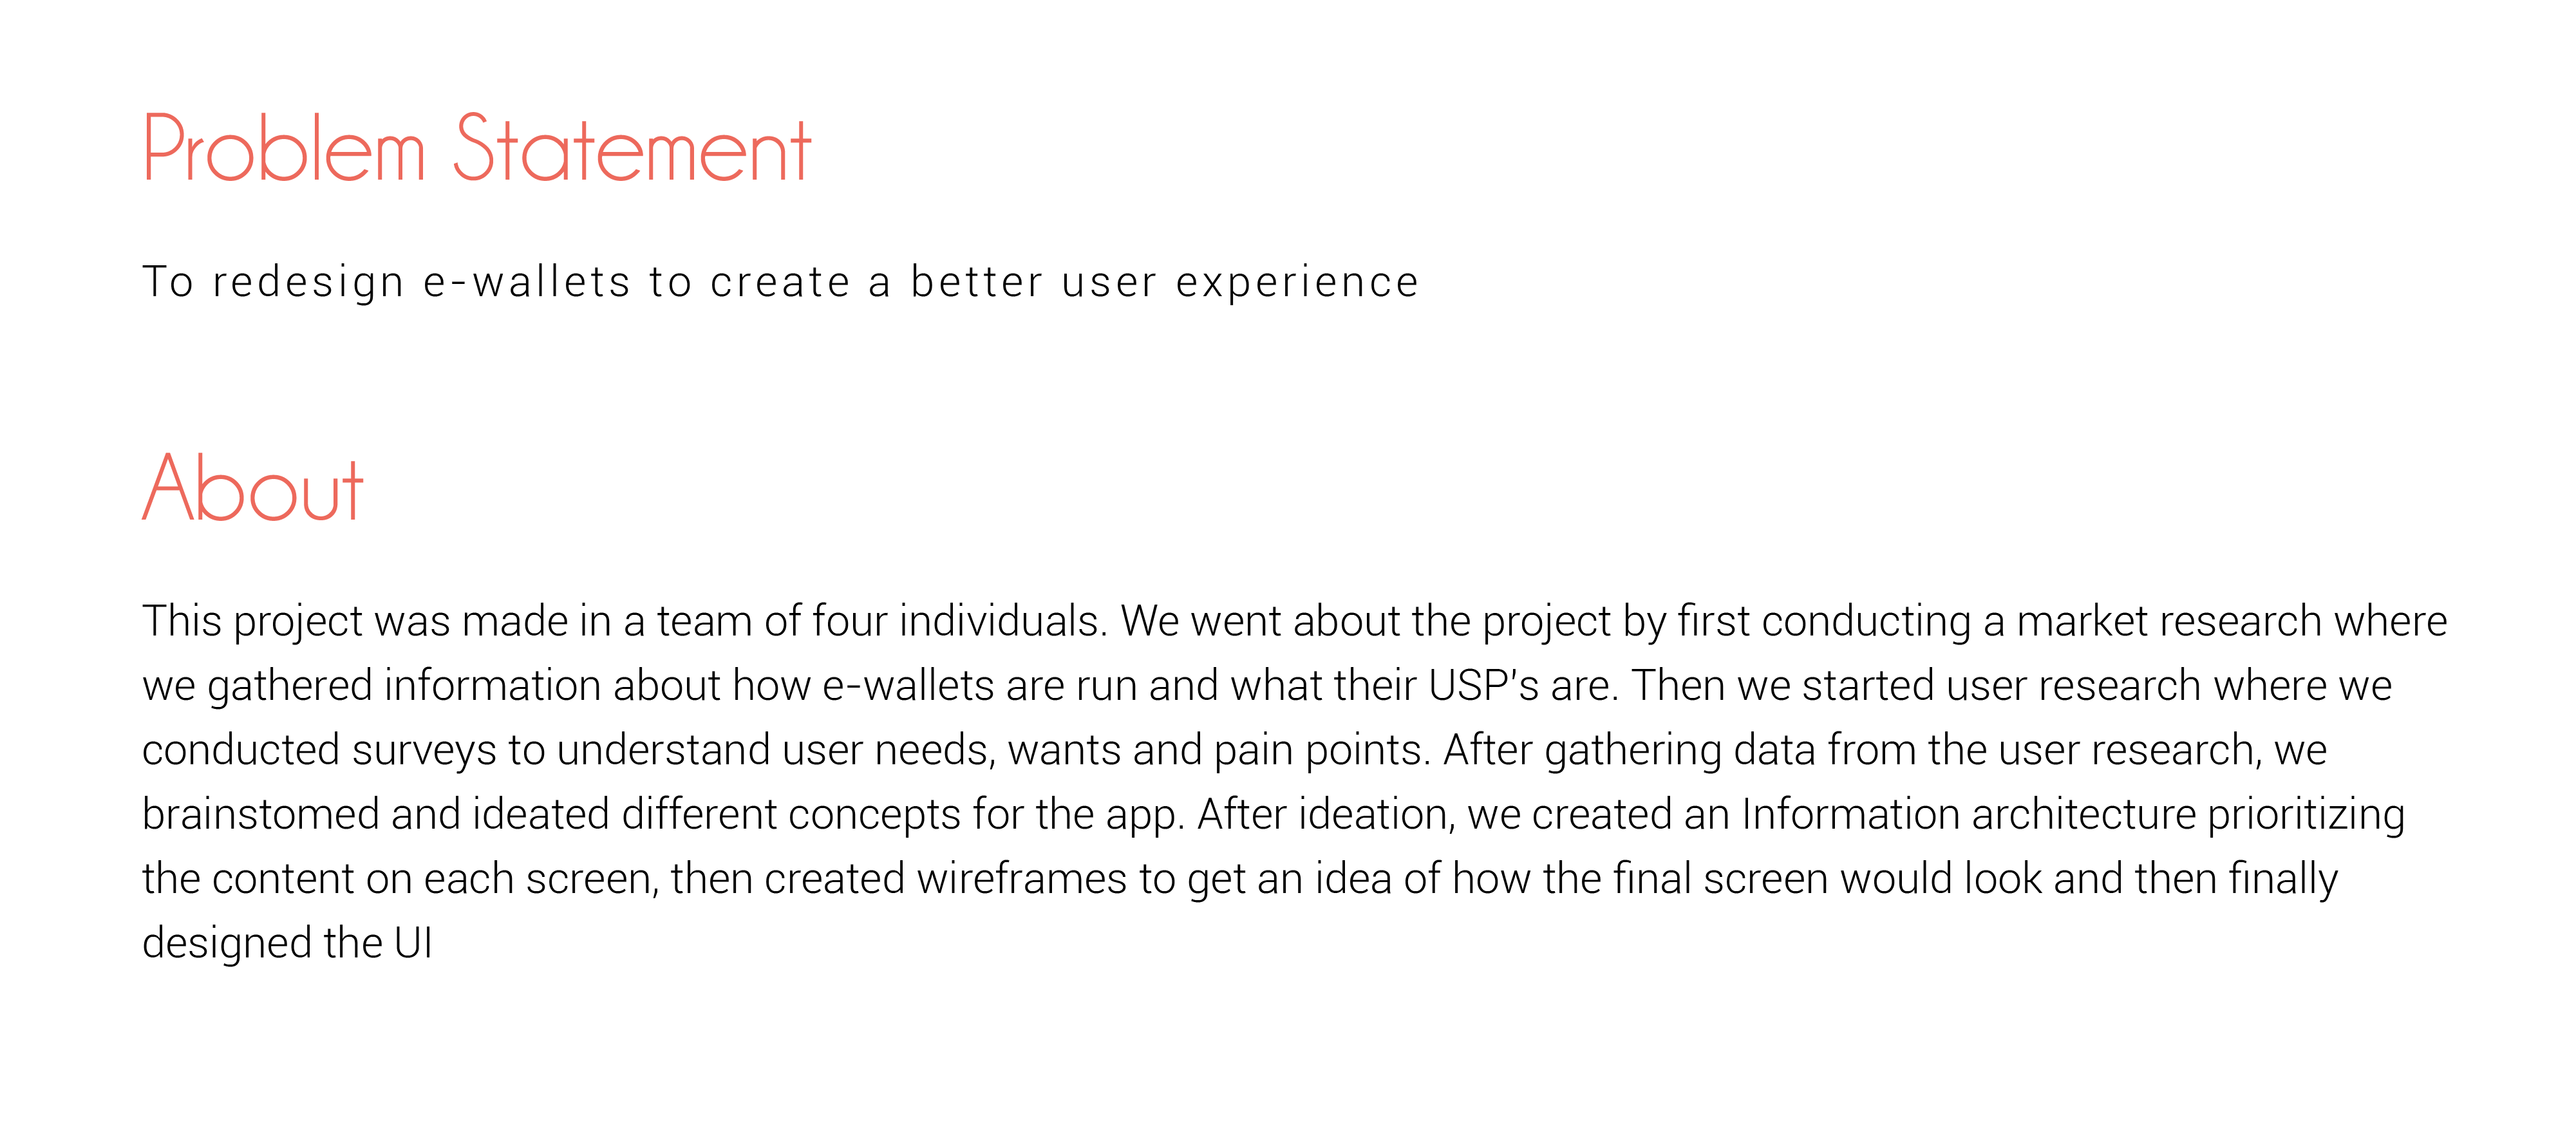 Problem Statement
To redesign e-wallets to create a better user experience
About
This project was made in a team of four individuals. We went about the project by first conducting a market research where
we gathered information about how e-wallets are run and what their USP's are. Then we started user research where we
conducted surveys to understand user needs, wants and pain points. After gathering data from the user research, we
brainstomed and ideated different concepts for the app. After ideation, we created an Information architecture prioritizing
the content on each screen, then created wireframes to get an idea of how the final screen would look and then finally
designed the UI